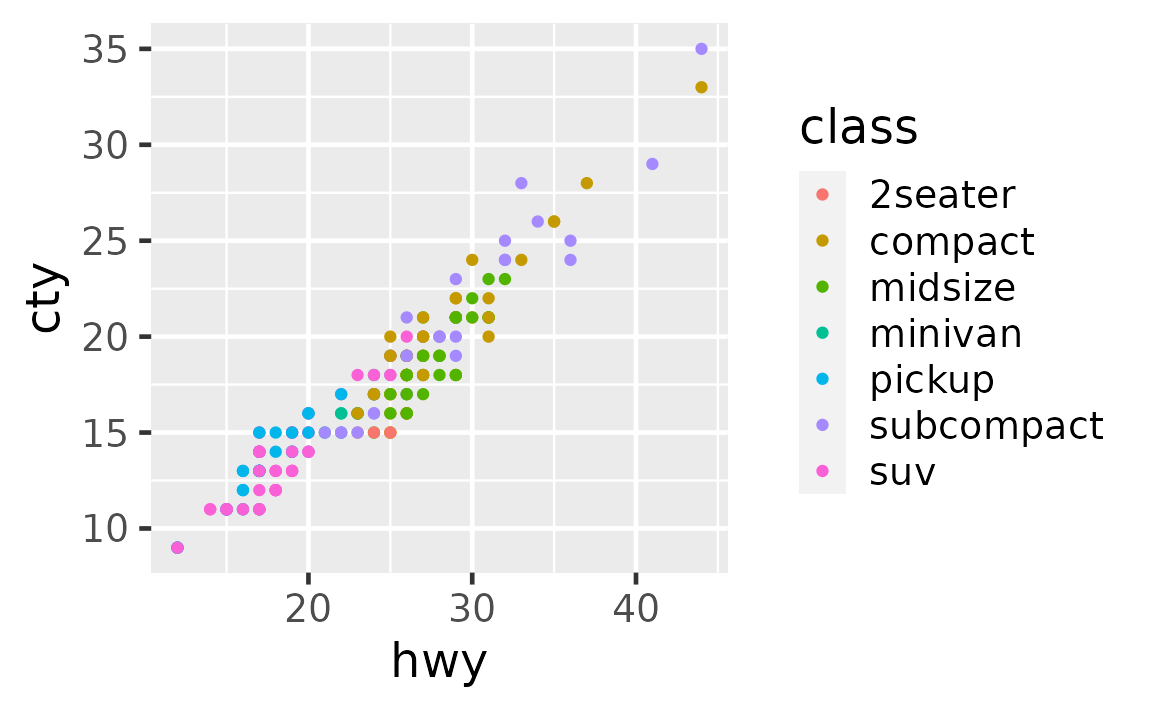 35
30
25
20
15
10
cty
20
30
40
hwy
class
2seater
compact
midsize
minivan
pickup
subcompact
suv